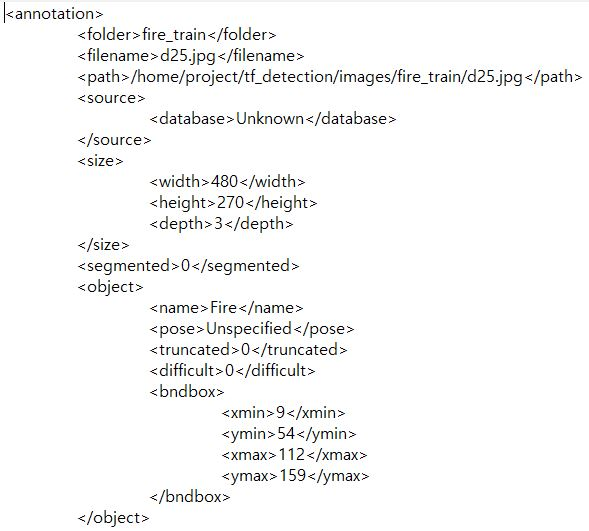 <annotation>
<folder>fire_train</folder>
<filename>d25.jpg</filename>
<path>/home/project/tf_detection/images/fire_train/d25.jpg</path>
<source>
<database>Unknown</database>
</source>
<size>
<width>480</width>
<height>270</height>
<depth>3</depth>
</size>
<segmented>0</segmented>
<object>
<name>Fire</name>
<pose>Unspecified</pose>
<truncated>0</truncated>
<difficult>0</difficult>
<bndbox>
<xmin>9</xmin>
<ymin>54</ymin>
<xmax>112</xmax>
<ymax>159</ymax>
</bndbox>
</object>